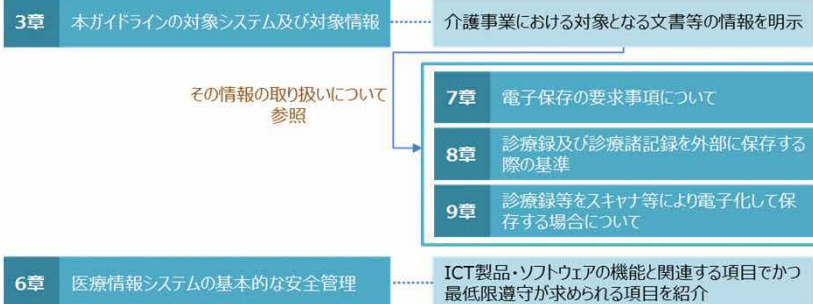 3章 本ガイドラインの対象システム及び対象情報
介護事業における対象となる文書等の情報を明示
その情報の取り扱いについて
参照
7章 電子保存の要求事項について
8章 診療録及び診療諸記録を外部に保存する
際の基準
9章 診療録等をスキャナ等により電子化して保
存する場合について
6章 医療情報システムの基本的な安全管理
ICT製品・ソフトウェアの機能と関連する項目でかつ
最低限遵守が求められる項目を紹介